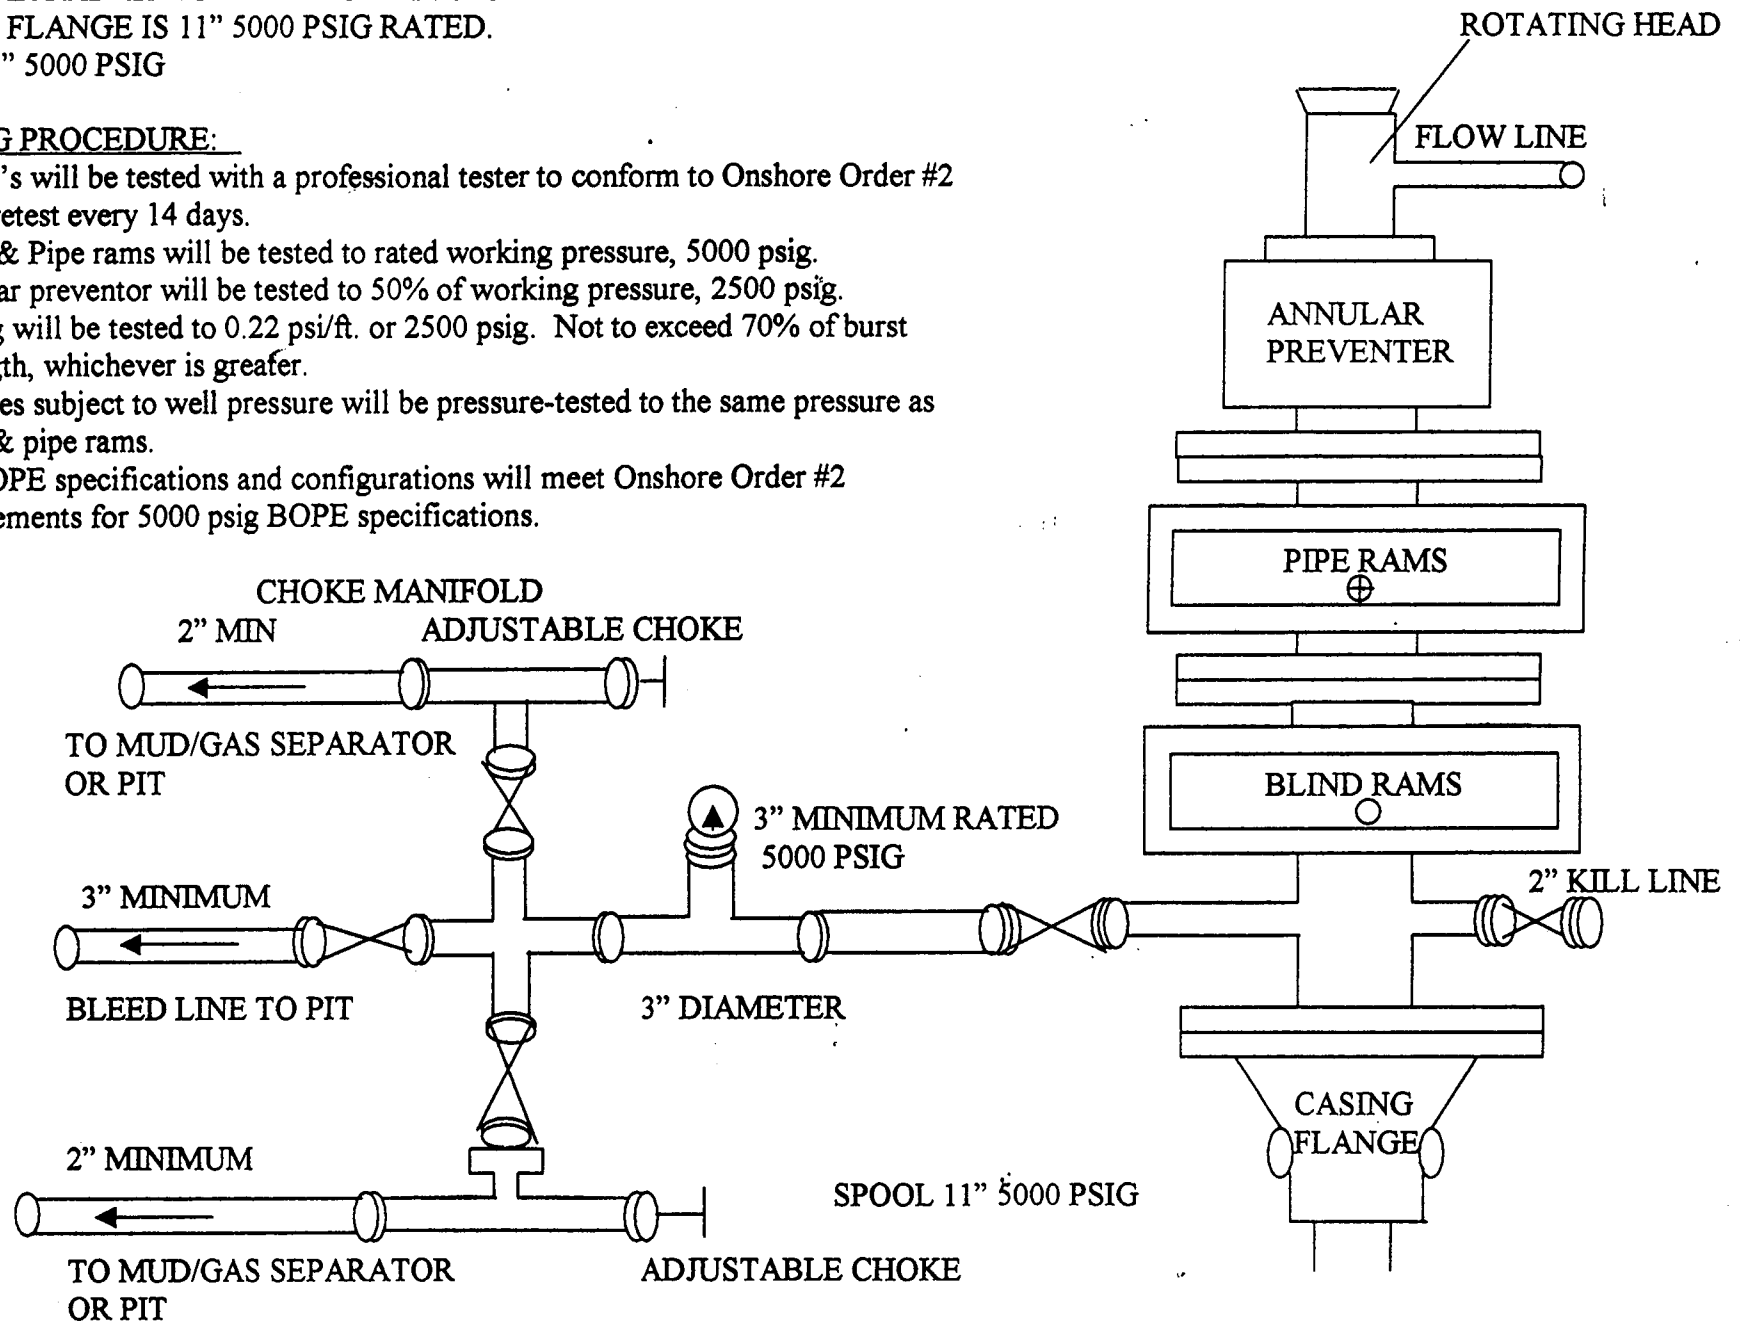 FLANGE IS 11” 5000 PSIG RATED.
” 5000 PSIG
G PROCEDURE:
’s will be tested with a professional tester to conform to Onshore Order #2
etest every 14 days.
& Pipe rams will be tested to rated working pressure, 5000 psig.
ar preventor will be tested to 50% of working pressure, 2500 psig.
g will be tested to 0.22 psi/ft. or 2500 psig. Not to exceed 70% of burst
gth, whichever is greater.
es subject to well pressure will be pressure-tested to the same pressure as
& pipe rams.
OPE specifications and configurations will meet Onshore Order #2
ements for 5000 psig BOPE specifications.
ROTATING HEAD
FLOW LINE
ANNULAR
PREVENTER
PIPE RAMS
BLIND RAMS
2” KILL LINE
CASING
FLANGE
SPOOL 11” 5000 PSIG
CHOKE MANIFOLD
2” MIN
ADJUSTABLE CHOKE
TO MUD/GAS SEPARATOR
OR PIT
3” MINIMUM RATED
5000 PSIG
3” MINIMUM
BLEED LINE TO PIT
3” DIAMETER
2” MINIMUM
TO MUD/GAS SEPARATOR
OR PIT
ADJUSTABLE CHOKE